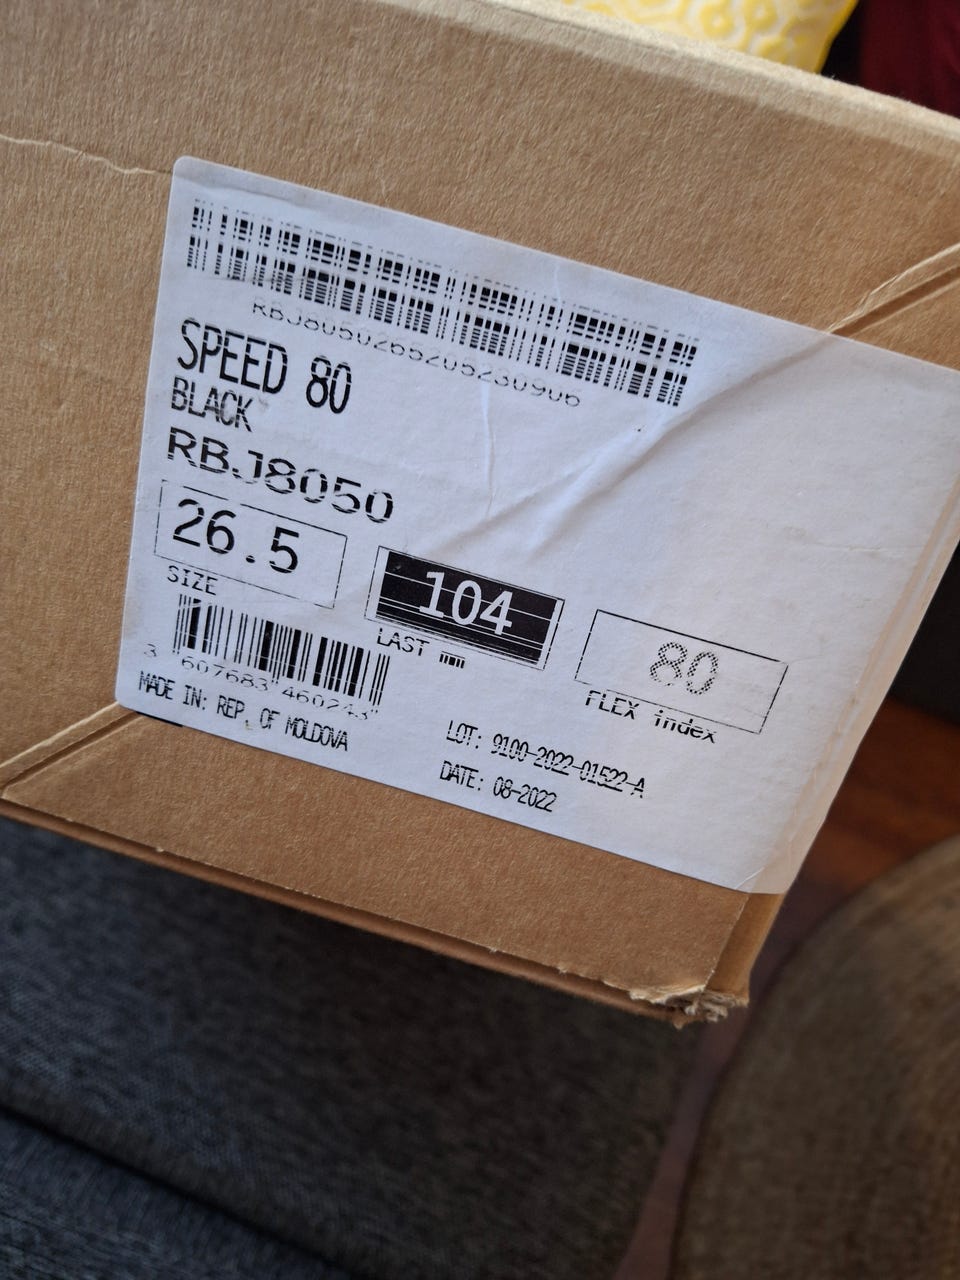 RBJ8050265205230906
SPEED 80
BLACK
RBJ8050
26.5
SIZE
104
LAST
80
FLEX index
3 607683 460243
MADE IN: REP. OF MOLDOVA
LOT: 9100-2022-01522-A
DATE: 08-2022